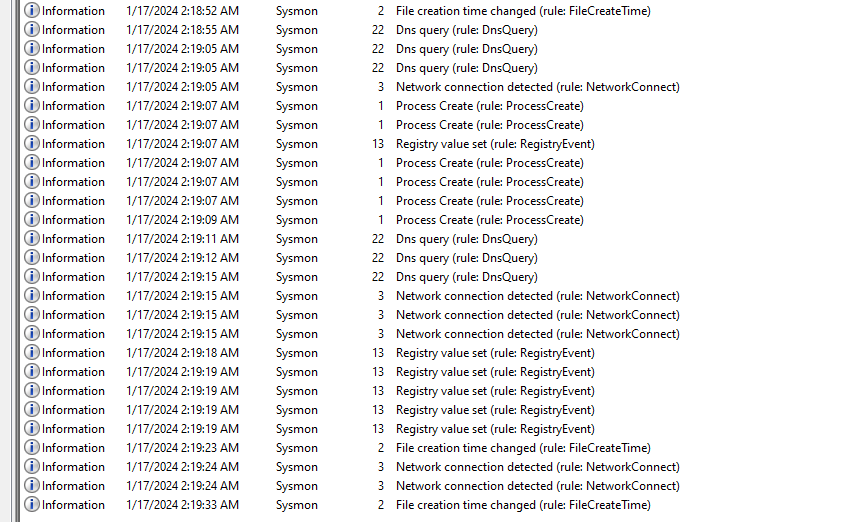 Information 1/17/2024 2:18:52 AM Sysmon 2 File creation time changed (rule: FileCreateTime)
Information 1/17/2024 2:18:55 AM Sysmon 22 Dns query (rule: DnsQuery)
Information 1/17/2024 2:19:05 AM Sysmon 22 Dns query (rule: DnsQuery)
Information 1/17/2024 2:19:05 AM Sysmon 22 Dns query (rule: DnsQuery)
Information 1/17/2024 2:19:05 AM Sysmon 3 Network connection detected (rule: NetworkConnect)
Information 1/17/2024 2:19:07 AM Sysmon 1 Process Create (rule: ProcessCreate)
Information 1/17/2024 2:19:07 AM Sysmon 1 Process Create (rule: ProcessCreate)
Information 1/17/2024 2:19:07 AM Sysmon 13 Registry value set (rule: RegistryEvent)
Information 1/17/2024 2:19:07 AM Sysmon 1 Process Create (rule: ProcessCreate)
Information 1/17/2024 2:19:07 AM Sysmon 1 Process Create (rule: ProcessCreate)
Information 1/17/2024 2:19:07 AM Sysmon 1 Process Create (rule: ProcessCreate)
Information 1/17/2024 2:19:09 AM Sysmon 1 Process Create (rule: ProcessCreate)
Information 1/17/2024 2:19:11 AM Sysmon 22 Dns query (rule: DnsQuery)
Information 1/17/2024 2:19:12 AM Sysmon 22 Dns query (rule: DnsQuery)
Information 1/17/2024 2:19:15 AM Sysmon 22 Dns query (rule: DnsQuery)
Information 1/17/2024 2:19:15 AM Sysmon 3 Network connection detected (rule: NetworkConnect)
Information 1/17/2024 2:19:15 AM Sysmon 3 Network connection detected (rule: NetworkConnect)
Information 1/17/2024 2:19:15 AM Sysmon 3 Network connection detected (rule: NetworkConnect)
Information 1/17/2024 2:19:18 AM Sysmon 13 Registry value set (rule: RegistryEvent)
Information 1/17/2024 2:19:19 AM Sysmon 13 Registry value set (rule: RegistryEvent)
Information 1/17/2024 2:19:19 AM Sysmon 13 Registry value set (rule: RegistryEvent)
Information 1/17/2024 2:19:19 AM Sysmon 13 Registry value set (rule: RegistryEvent)
Information 1/17/2024 2:19:19 AM Sysmon 13 Registry value set (rule: RegistryEvent)
Information 1/17/2024 2:19:23 AM Sysmon 2 File creation time changed (rule: FileCreateTime)
Information 1/17/2024 2:19:24 AM Sysmon 3 Network connection detected (rule: NetworkConnect)
Information 1/17/2024 2:19:24 AM Sysmon 3 Network connection detected (rule: NetworkConnect)
Information 1/17/2024 2:19:33 AM Sysmon 2 File creation time changed (rule: FileCreateTime)